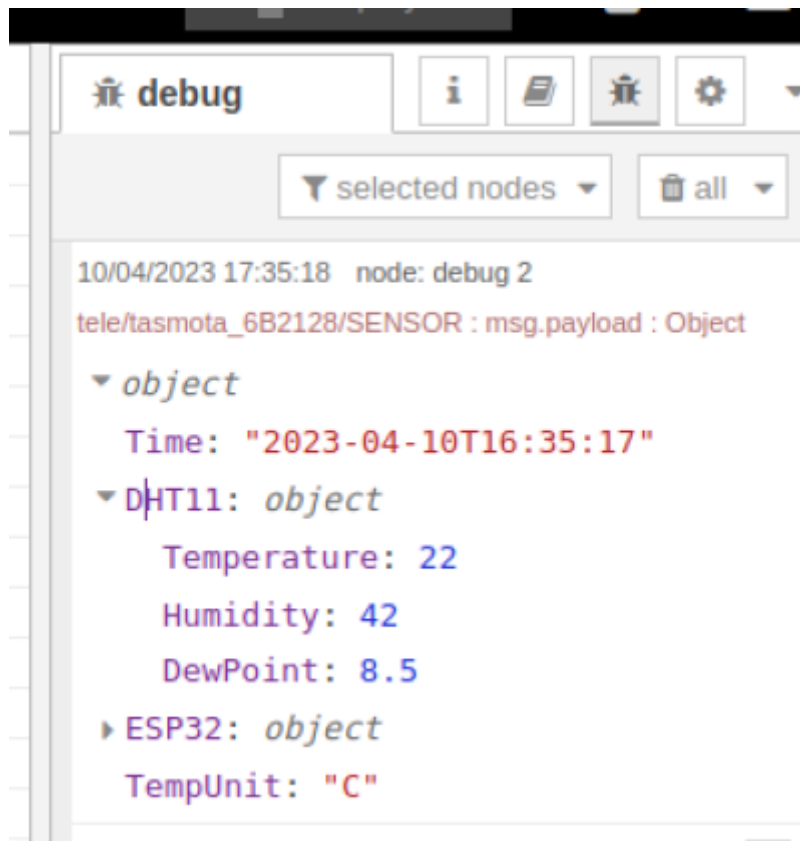 debug
selected nodes
all
10/04/2023 17:35:18 node: debug 2
tele/tasmota_6B2128/SENSOR : msg.payload : Object
object
Time: "2023-04-10T16:35:17"
DHT11: object
Temperature: 22
Humidity: 42
DewPoint: 8.5
ESP32: object
TempUnit: "C"